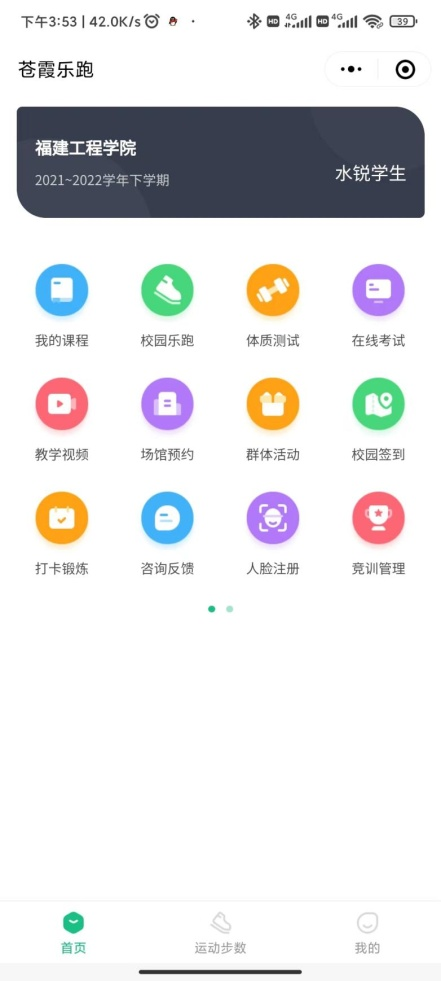 下午3:53 | 42.0K/s
HD 4G HD 4G 39
苍霞乐跑
福建工程学院
2021~2022学年下学期
水锐学生
我的课程 校园乐跑 体质测试 在线考试
教学视频 场馆预约 群体活动 校园签到
打卡锻炼 咨询反馈 人脸注册 竞训管理
首页 运动步数 我的